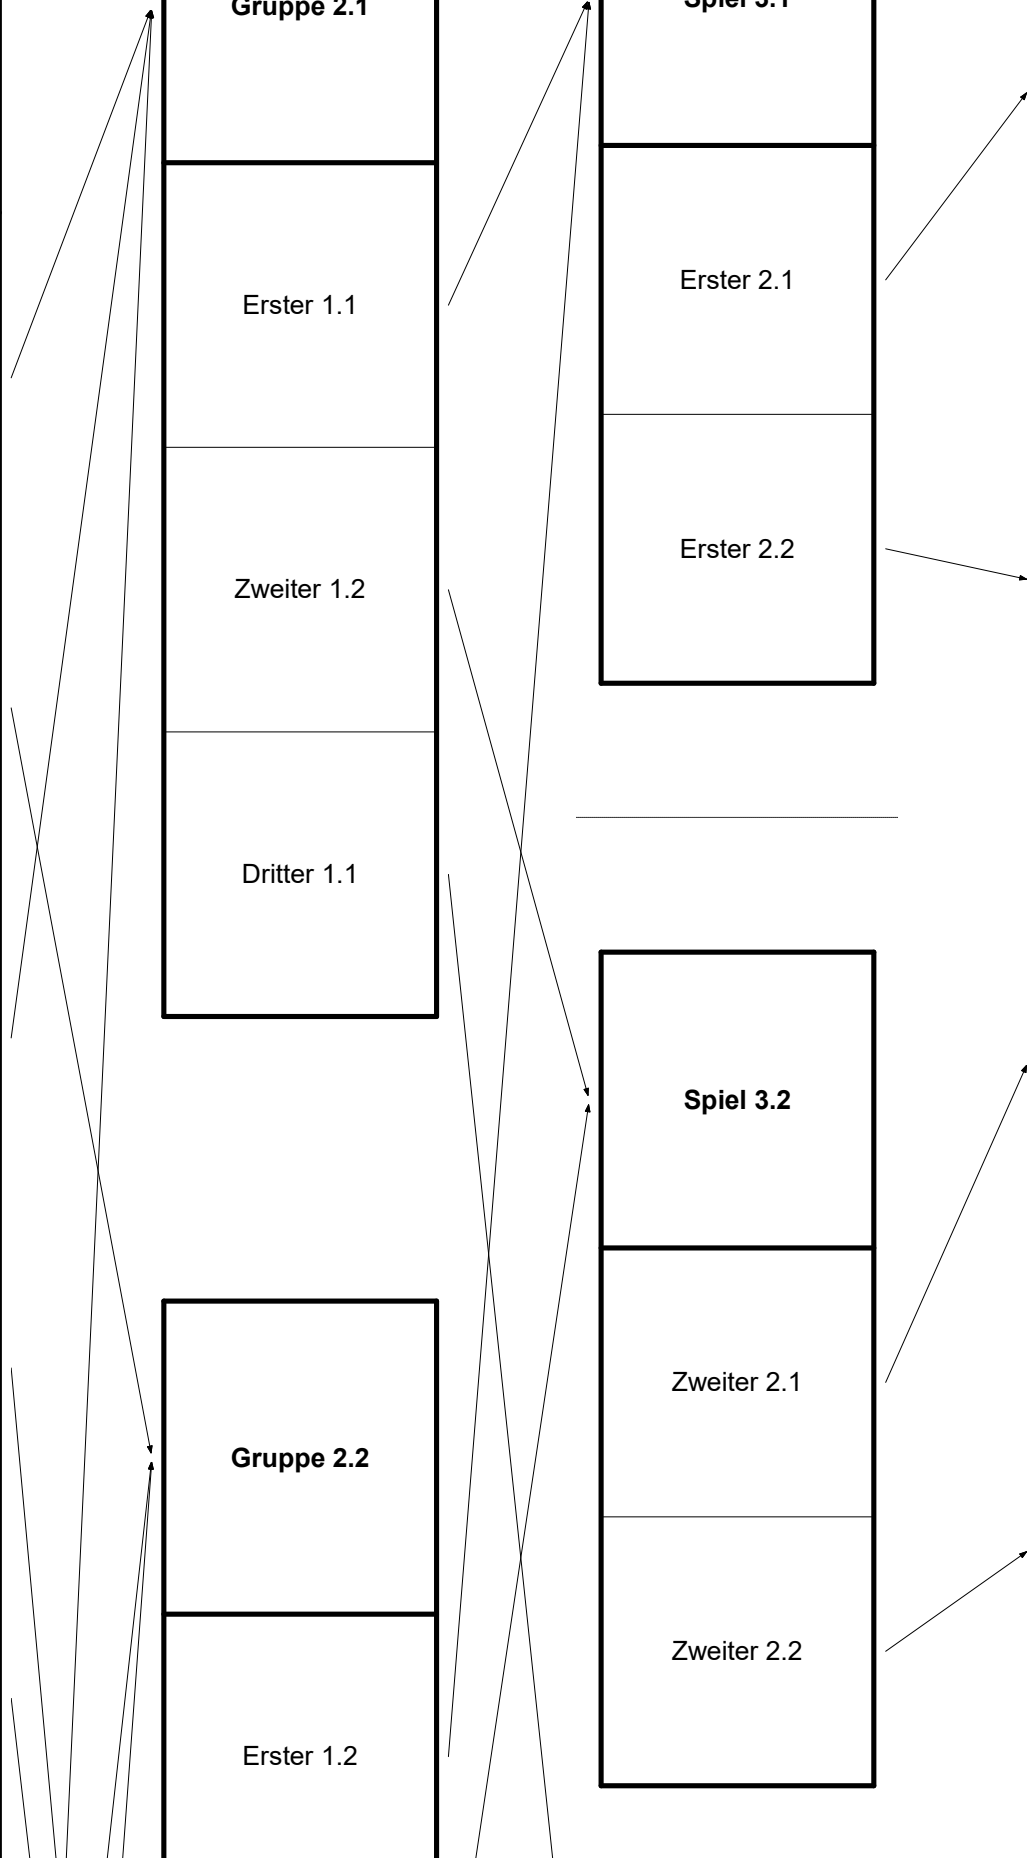 Gruppe 2.1
Erster 1.1
Zweiter 1.2
Dritter 1.1
Gruppe 2.2
Erster 1.2
Spiel 3.1
Erster 2.1
Erster 2.2
Spiel 3.2
Zweiter 2.1
Zweiter 2.2